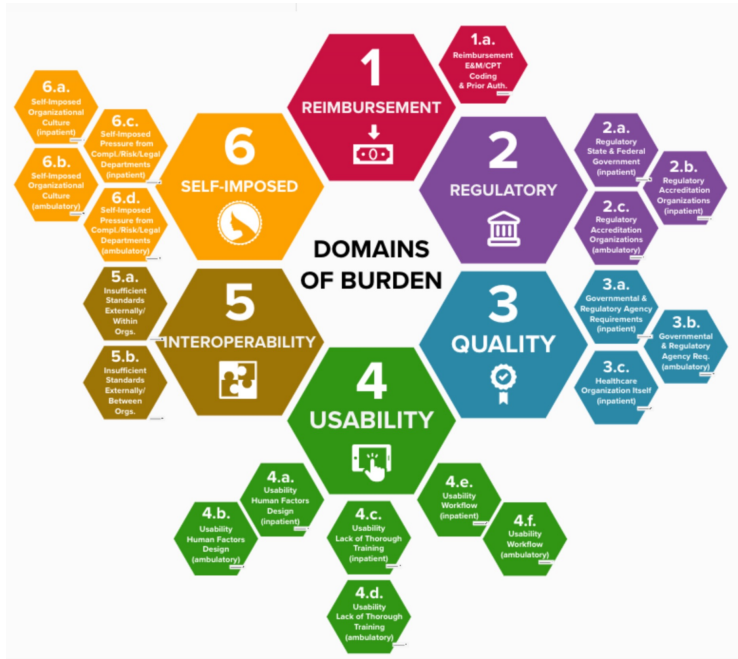 DOMAINS
OF BURDEN
1
REIMBURSEMENT
1.a.
Reimbursement
E&M/CPT
Coding
& Prior Auth.
2
REGULATORY
2.a.
Regulatory
State & Federal
Government
(inpatient)
2.b.
Regulatory
Accreditation
Organizations
(inpatient)
2.c.
Regulatory
Accreditation
Organizations
(ambulatory)
3
QUALITY
3.a.
Governmental &
Regulatory Agency
Requirements
(inpatient)
3.b.
Governmental
& Regulatory
Agency Req.
(ambulatory)
3.c.
Healthcare
Organization Itself
(inpatient)
4
USABILITY
4.a.
Usability
Human Factors
Design
(inpatient)
4.b.
Usability
Human Factors
Design
(ambulatory)
4.c.
Usability
Lack of Thorough
Training
(inpatient)
4.d.
Usability
Lack of Thorough
Training
(ambulatory)
4.e.
Usability
Workflow
(inpatient)
4.f.
Usability
Workflow
(ambulatory)
5
INTEROPERABILITY
5.a.
Insufficient
Standards
Externally/
Within
Orgs.
5.b.
Insufficient
Standards
Externally/
Between
Orgs.
6
SELF-IMPOSED
6.a.
Self-Imposed
Organizational
Culture
(inpatient)
6.b.
Self-Imposed
Organizational
Culture
(ambulatory)
6.c.
Self-Imposed
Pressure from
Compl./Risk/Legal
Departments
(inpatient)
6.d.
Self-Imposed
Pressure from
Compl./Risk/Legal
Departments
(ambulatory)